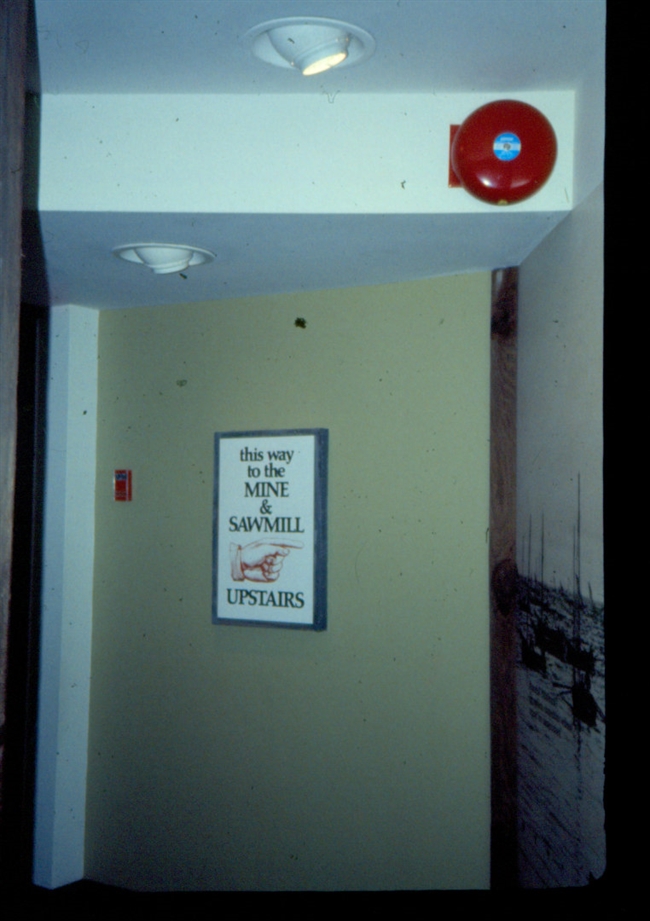 this way
to the
MINE
&
SAWMILL
UPSTAIRS